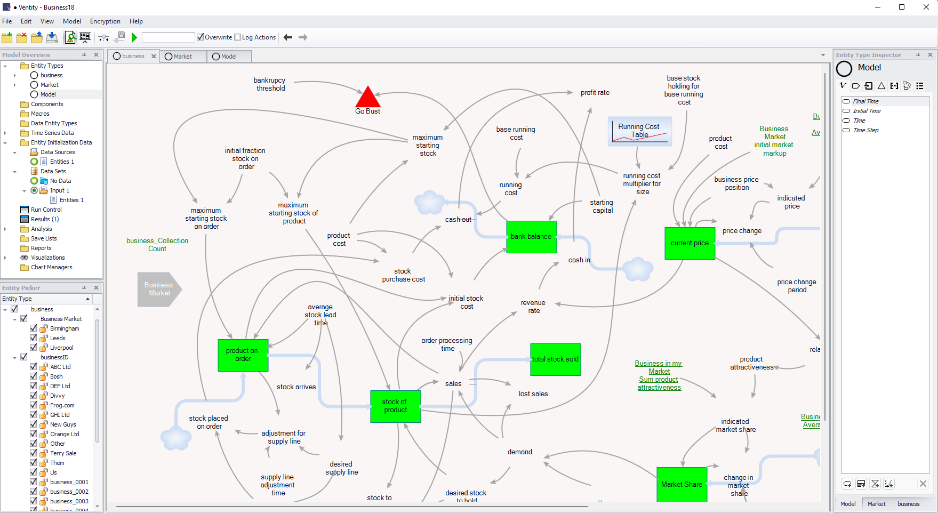 ● Ventity - Business18
File Edit View Model Encryption Help
Overwrite Log Actions
Model Overview
Entity Types
business
Market
Model
Components
Macros
Data Entity Types
Time Series Data
Entity Initialization Data
Data Sources
Entities 1
Data Sets
No Data
Input 1
Entities 1
Run Control
Results (1)
Analysis
Save Lists
Reports
Visualizations
Chart Managers
Entity Picker
Entity Type
business
Business Market
Birmingham
Leeds
Liverpool
businessID
ABC Ltd
Bosh
DEF Ltd
Divvy
Frog.com
GHI Ltd
New Guys
Change Ltd
Other
Terry Sale
Then
Us
business_0001
business_0002
business_0003
business
Market
Model
bankrupcy
threshold
Go Bust
profit rate
base stock
holding for
base running
cost
maximum
starting
stock
base running
cost
Running Cost
Table
product
cost
Business
Market
initial market
markup
initial fraction
stock on
order
running
cost
running cost
multiplier for
size
business price
position
indicated
price
maximum
starting stock
on order
maximum
starting stock of
product
cash out
starting
capital
bank balance
current price
price change
business_Collection
Count
product
cost
cash in
stock
purchase cost
Business
Market
price change
period
average
stock lead
time
initial stock
cost
revenue
rate
product on
order
order processing
time
total stock sold
Business in my
Market
Sum product
attractiveness
product
attractiveness
rela
stock arrives
sales
lost sales
stock of
product
stock placed
on order
adjustment for
supply line
indicated
market share
Busine
Avera
demand
supply line
adjustment
time
desired
supply line
Market Share
change in
market
share
stock to
desired stock
to hold
Entity Type Inspector
Model
Final Time
Initial Time
Time
Time Step
Model Market business